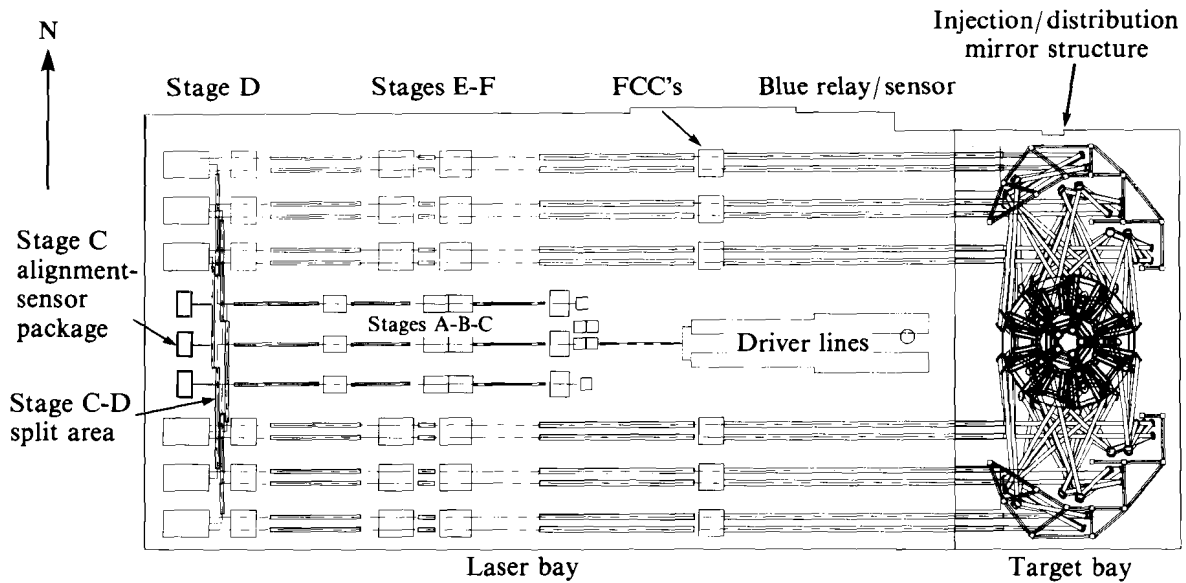 Injection/distribution
mirror structure
N
Stage D
Stages E-F
FCC's
Blue relay/sensor
Stage C
alignment-
sensor
package
Stages A-B-C
Driver lines
Stage C-D
split area
Laser bay
Target bay